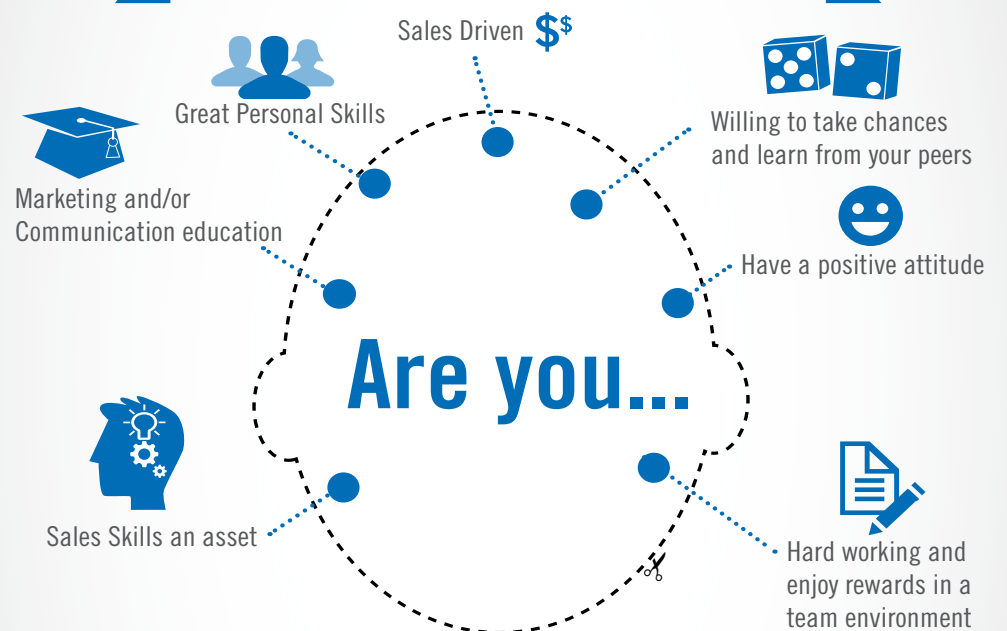 Sales Driven $$
Great Personal Skills
Willing to take chances
and learn from your peers
Marketing and/or
Communication education
Have a positive attitude
Are you...
Sales Skills an asset
Hard working and
enjoy rewards in a
team environment